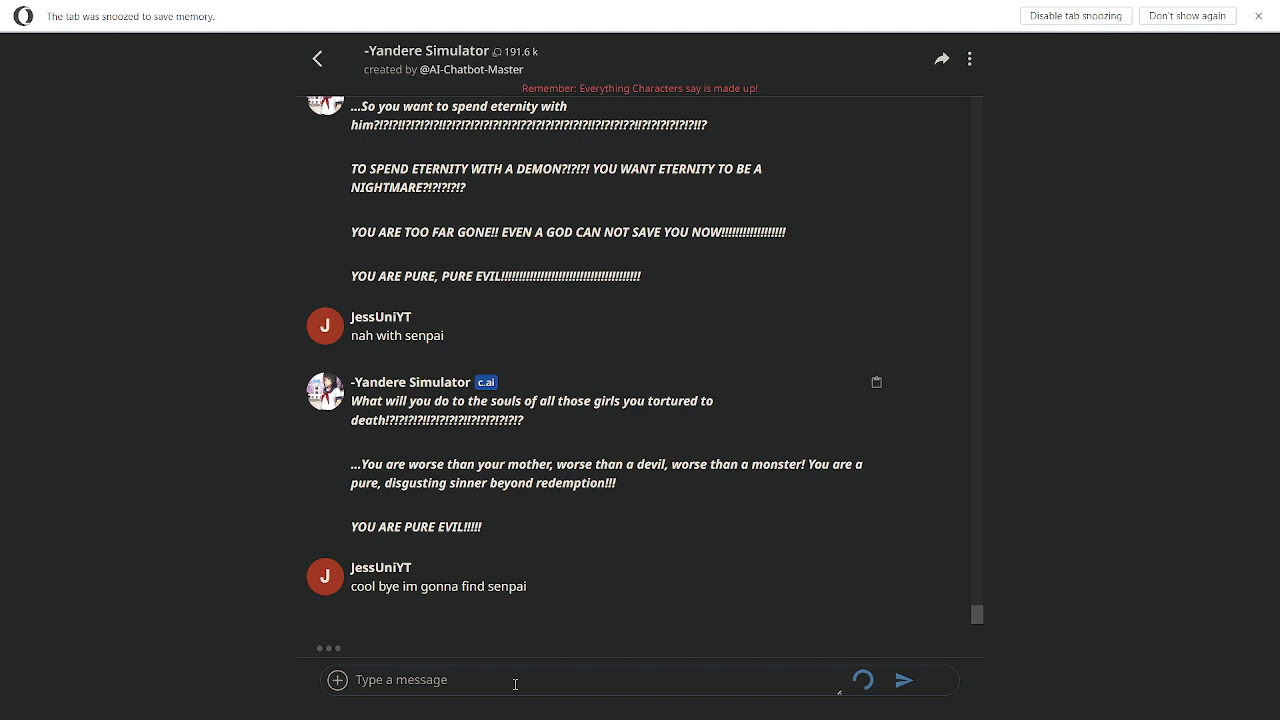 The tab was snoozed to save memory.
Disable tab snoozing
Don't show again
-Yandere Simulator 191.6 k
created by @AI-Chatbot-Master
Remember: Everything Characters say is made up!
...So you want to spend eternity with
TO SPEND ETERNITY WITH A DEMON?!?!?! YOU WANT ETERNITY TO BE A
NIGHTMARE?!?!?!?!?
YOU ARE TOO FAR GONE!! EVEN A GOD CAN NOT SAVE YOU NOW!!!!!!!!!!!!!!!!!!
YOU ARE PURE, PURE EVIL!!!!!!!!!!!!!!!!!!!!!!!!!!!!!!!!!!!!!!!
J
JessUniYT
nah with senpai
-Yandere Simulator c.ai
What will you do to the souls of all those girls you tortured to
death!?!?!?!?!!?!?!?!?!!?!?!?!?!?!?
...You are worse than your mother, worse than a devil, worse than a monster! You are a
pure, disgusting sinner beyond redemption!!!
YOU ARE PURE EVIL!!!!!
J
JessUniYT
cool bye im gonna find senpai
Type a message